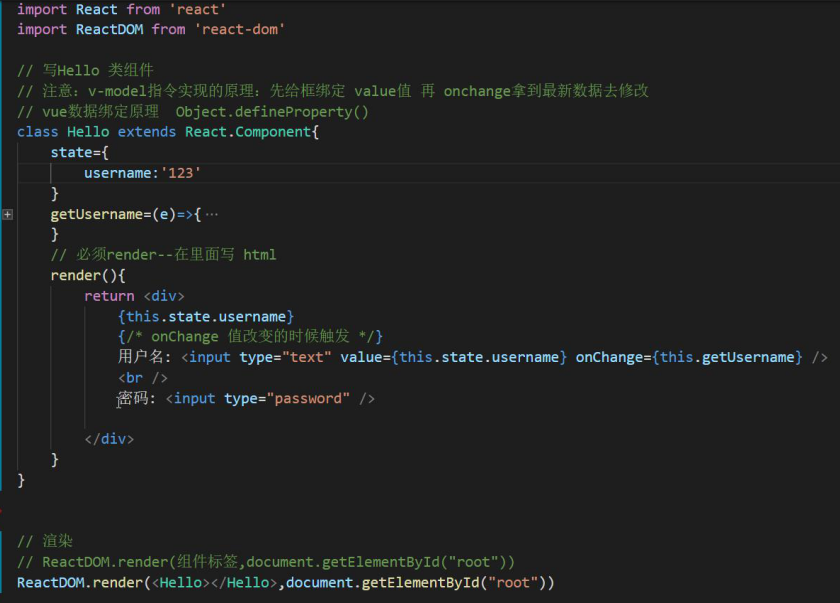 import React from 'react'
import ReactDOM from 'react-dom'
// 写Hello 类组件
// 注意：v-model指令实现的原理：先给框绑定 value值 再 onchange拿到最新数据去修改
// vue数据绑定原理  Object.defineProperty()
class Hello extends React.Component{
    state={
        username:'123'
    }
    getUsername=(e)=>{ ···
    }
    // 必须render--在里面写 html
    render(){
        return <div>
            {this.state.username}
            {/* onChange 值改变的时候触发 */}
            用户名: <input type="text" value={this.state.username} onChange={this.getUsername} />
            <br />
            密码: <input type="password" />
        </div>
    }
}
// 渲染
// ReactDOM.render(组件标签,document.getElementById("root"))
ReactDOM.render(<Hello></Hello>,document.getElementById("root"))